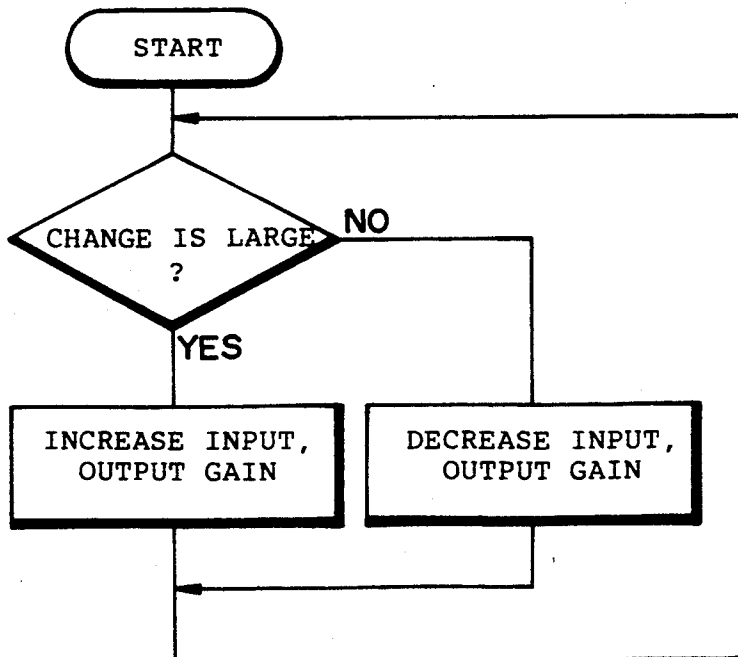 START
CHANGE IS LARGE
?
NO
YES
INCREASE INPUT,
OUTPUT GAIN
DECREASE INPUT,
OUTPUT GAIN